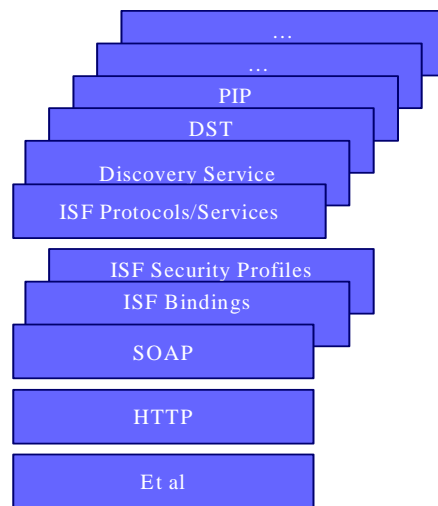 ...
...
PIP
DST
Discovery Service
ISF Protocols/Services
ISF Security Profiles
ISF Bindings
SOAP
HTTP
Et al